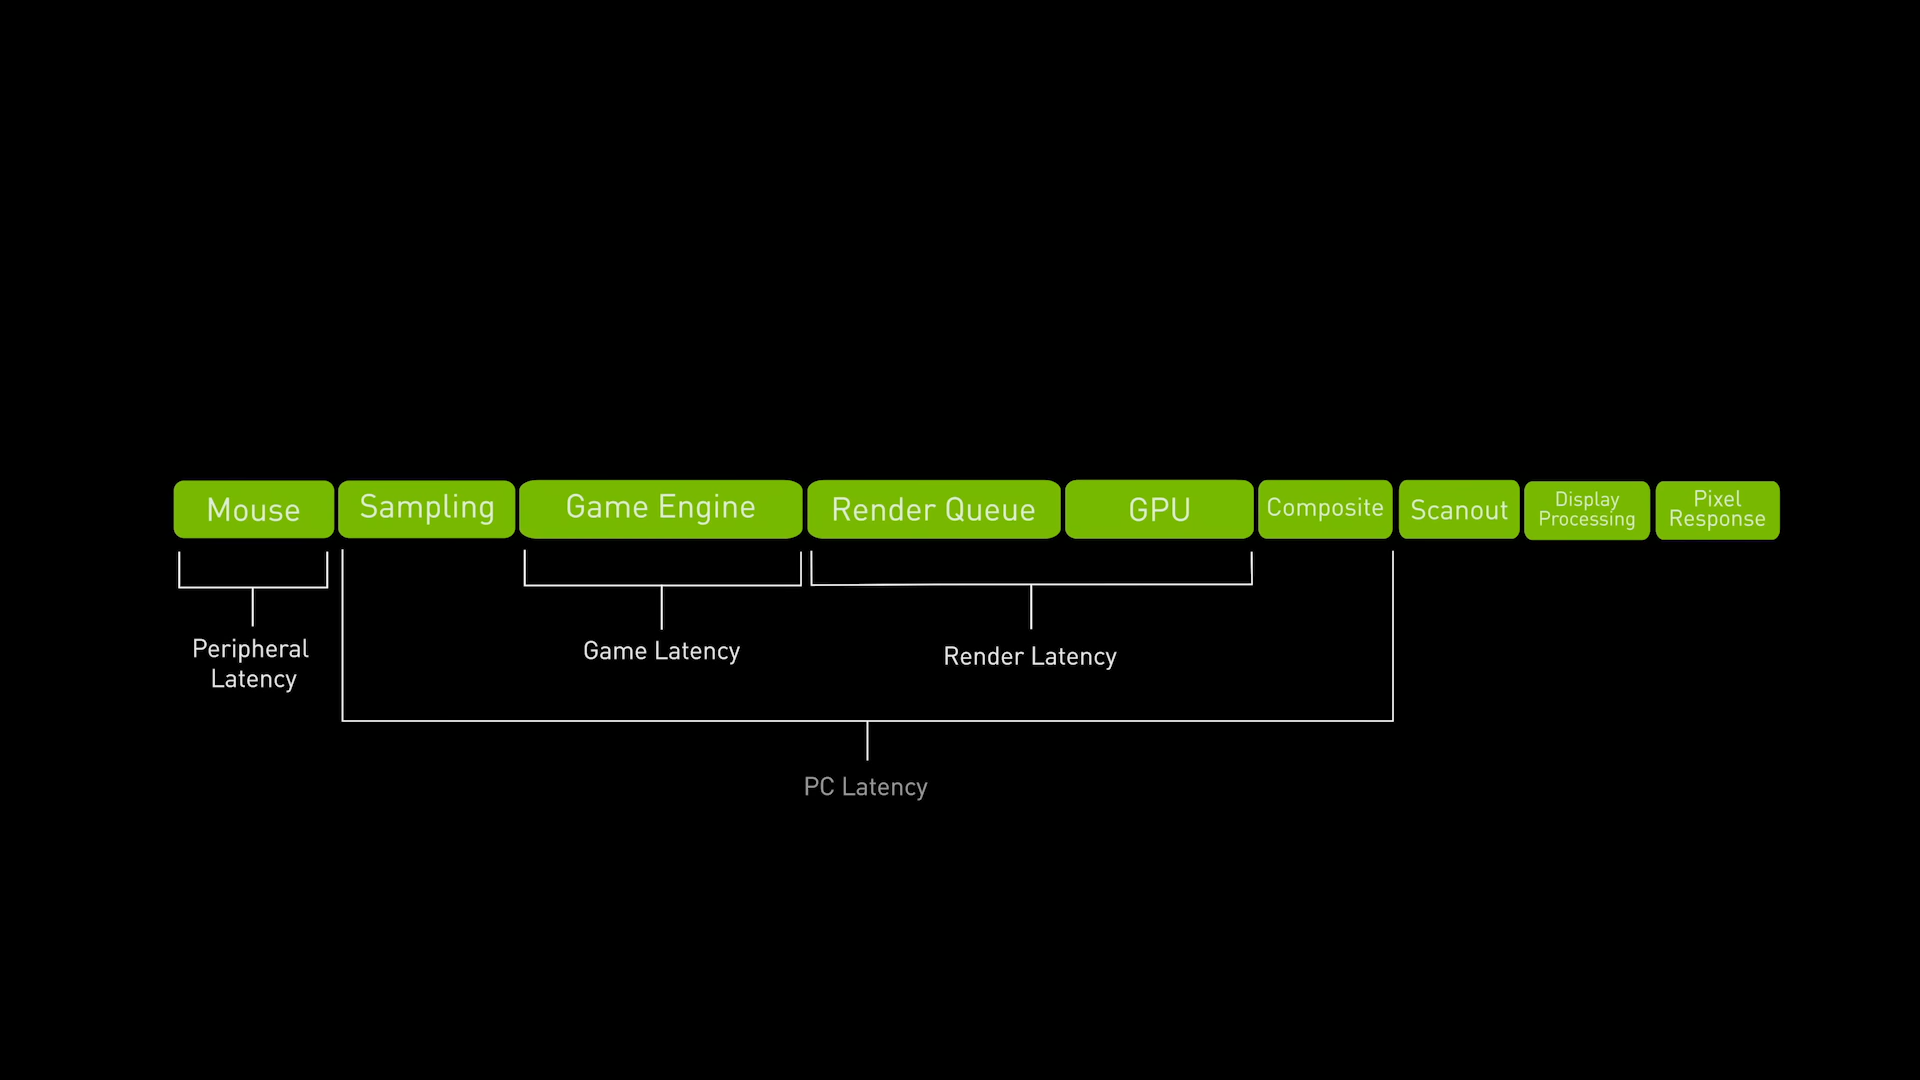 Mouse
Sampling
Game Engine
Render Queue
GPU
Composite
Scanout
Display
Processing
Pixel
Response
Peripheral
Latency
Game Latency
Render Latency
PC Latency